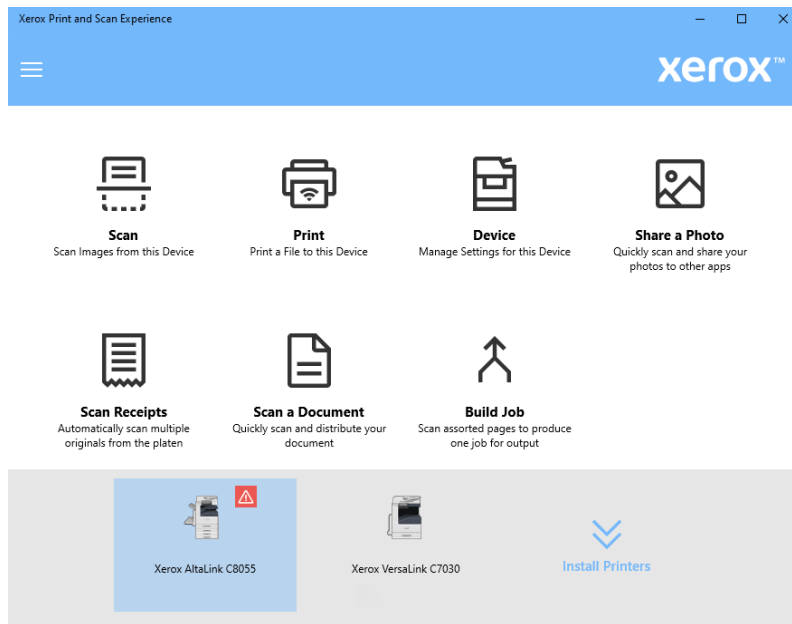 Xerox Print and Scan Experience
xerox™
Scan
Scan Images from this Device
Print
Print a File to this Device
Device
Manage Settings for this Device
Share a Photo
Quickly scan and share your
photos to other apps
Scan Receipts
Automatically scan multiple
originals from the platen
Scan a Document
Quickly scan and distribute your
document
Build Job
Scan assorted pages to produce
one job for output
Xerox AltaLink C8055
Xerox VersaLink C7030
Install Printers